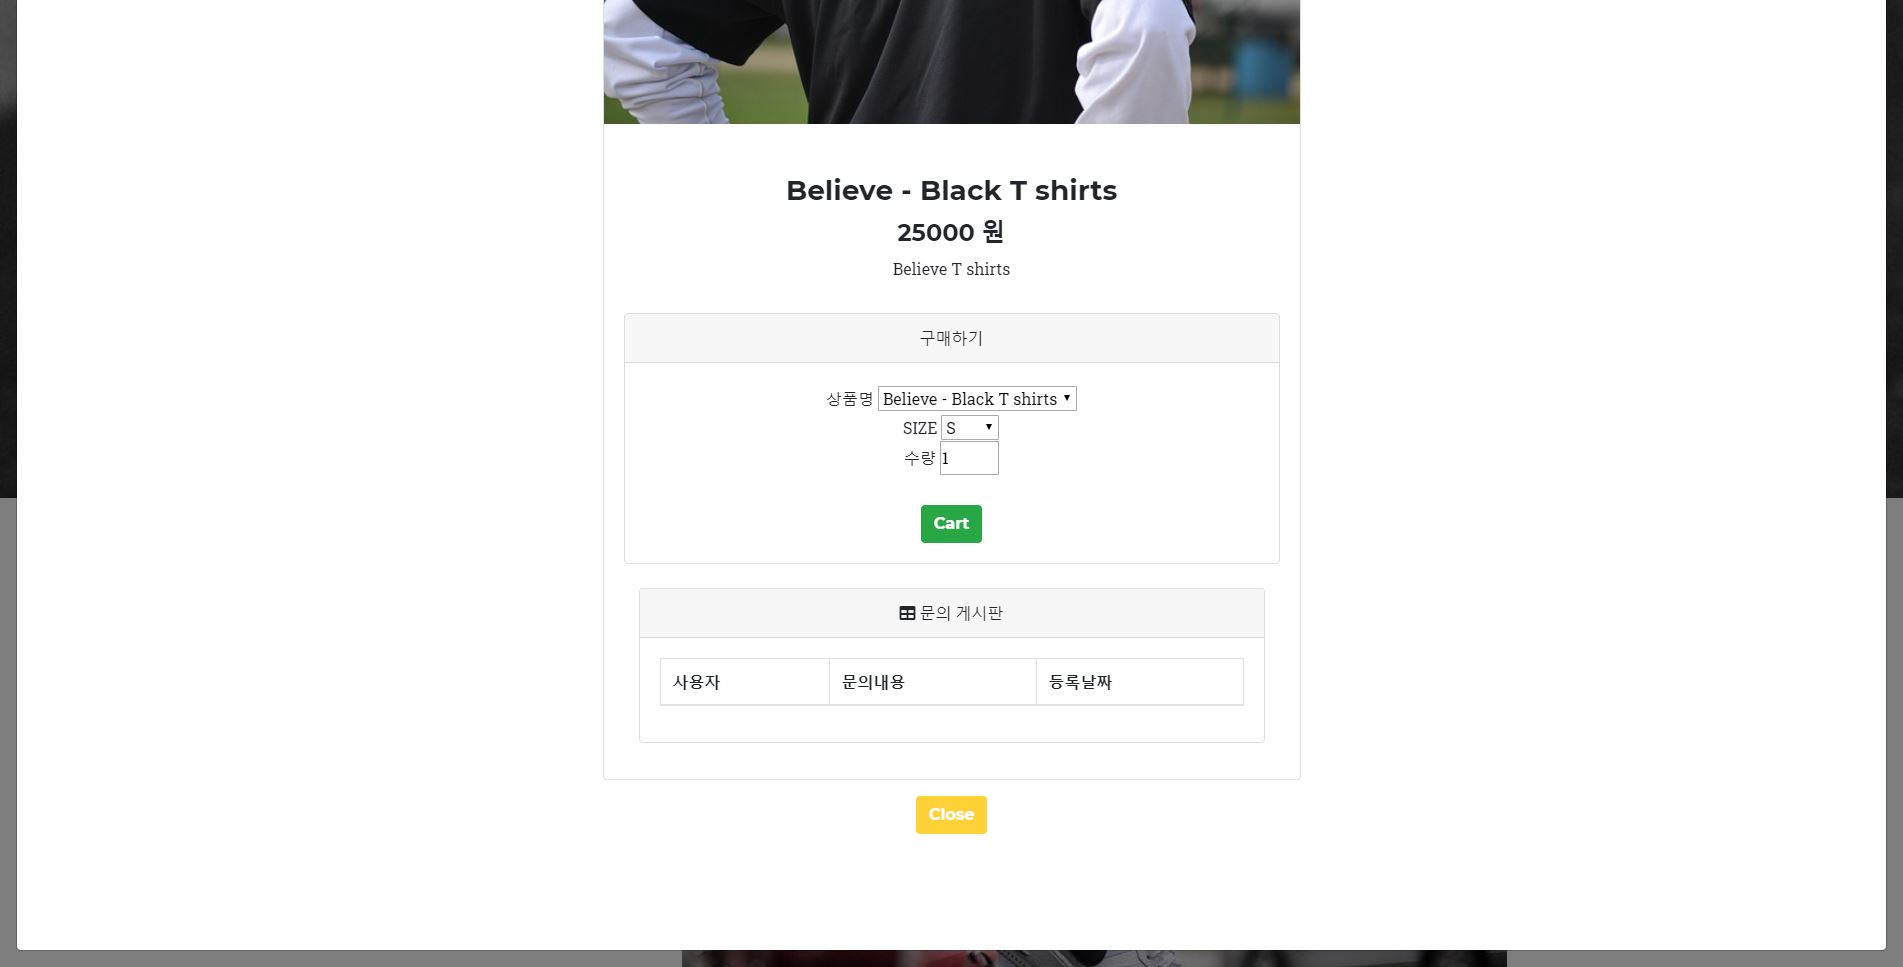 Believe - Black T shirts
25000 원
Believe T shirts
구매하기
상품명 Believe - Black T shirts
SIZE S
수량 1
Cart
문의 게시판
사용자 문의내용 등록날짜
Close